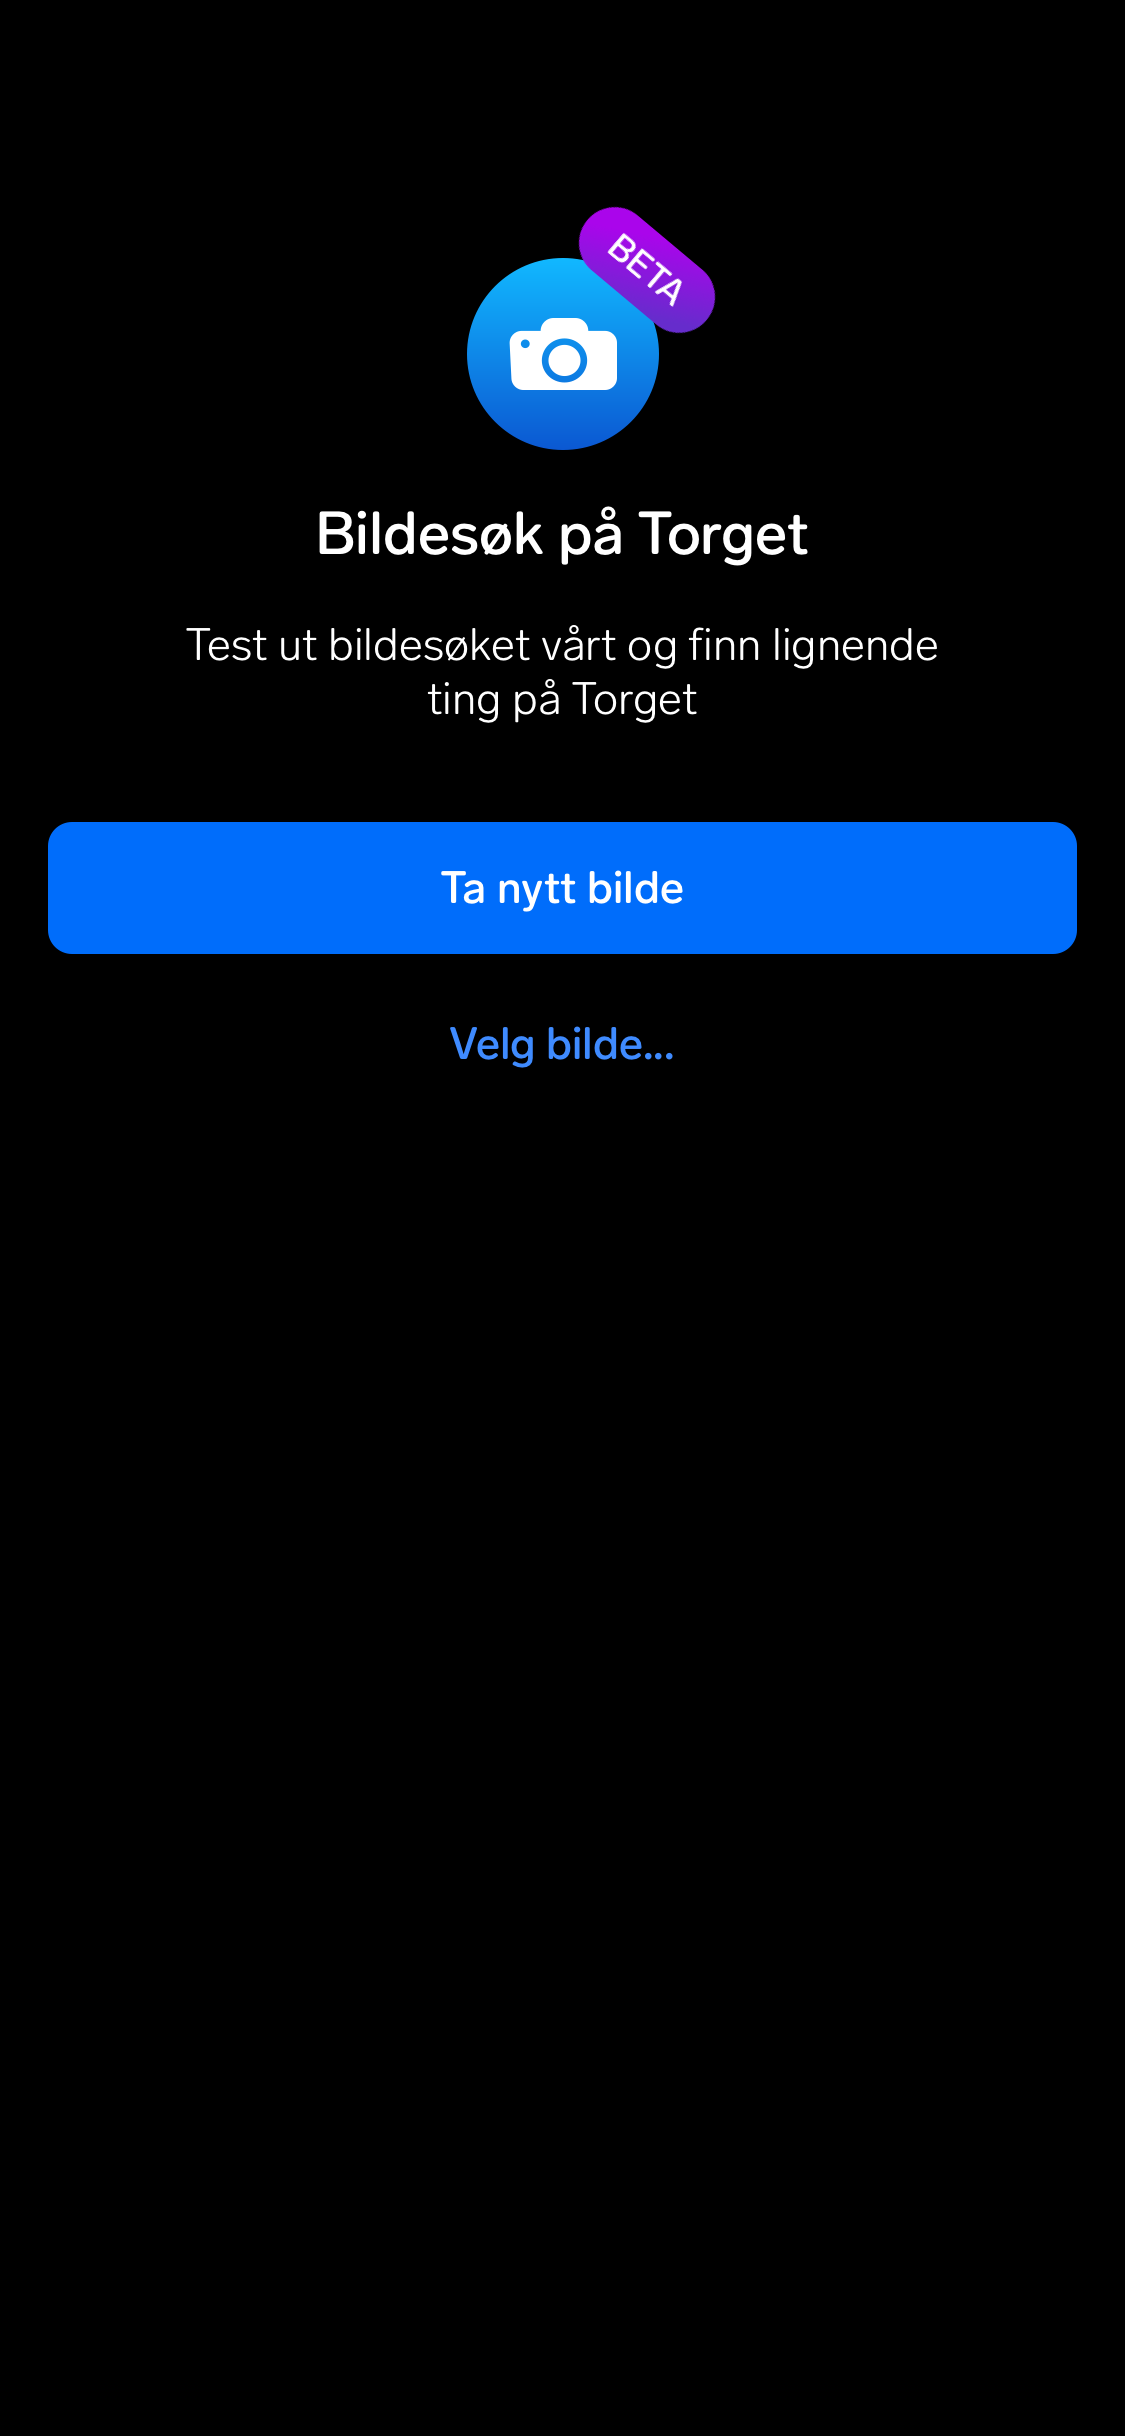 BETA
Bildesøk på Torget
Test ut bildesøket vårt og finn lignende
ting på Torget
Ta nytt bilde
Velg bilde...